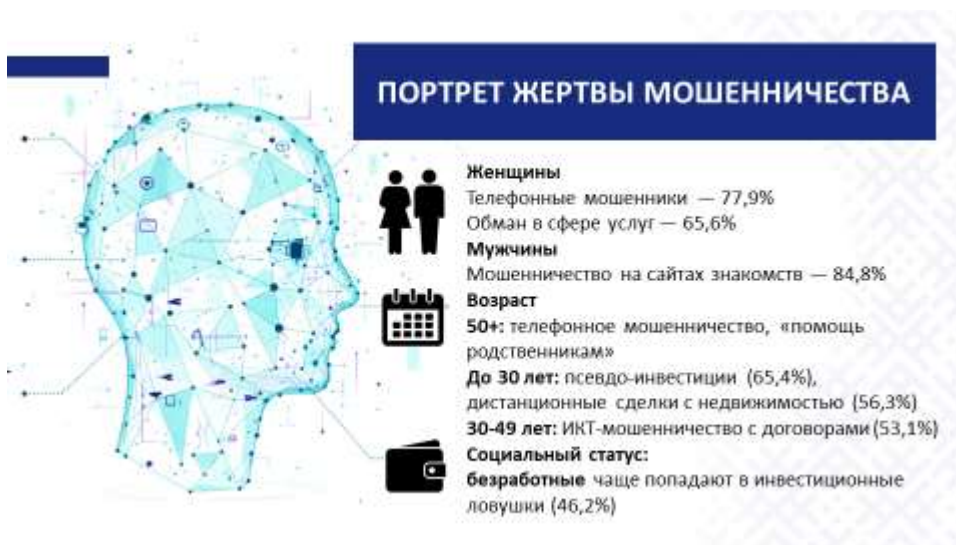 ПОРТРЕТ ЖЕРТВЫ МОШЕННИЧЕСТВА
Женщины
Телефонные мошенники — 77,9%
Обман в сфере услуг — 65,6%
Мужчины
Мошенничество на сайтах знакомств — 84,8%
Возраст
50+: телефонное мошенничество, «помощь
родственникам»
До 30 лет: псевдо-инвестиции (65,4%),
дистанционные сделки с недвижимостью (56,3%)
30-49 лет: ИКТ-мошенничество с договорами (53,1%)
Социальный статус:
безработные чаще попадают в инвестиционные
ловушки (46,2%)